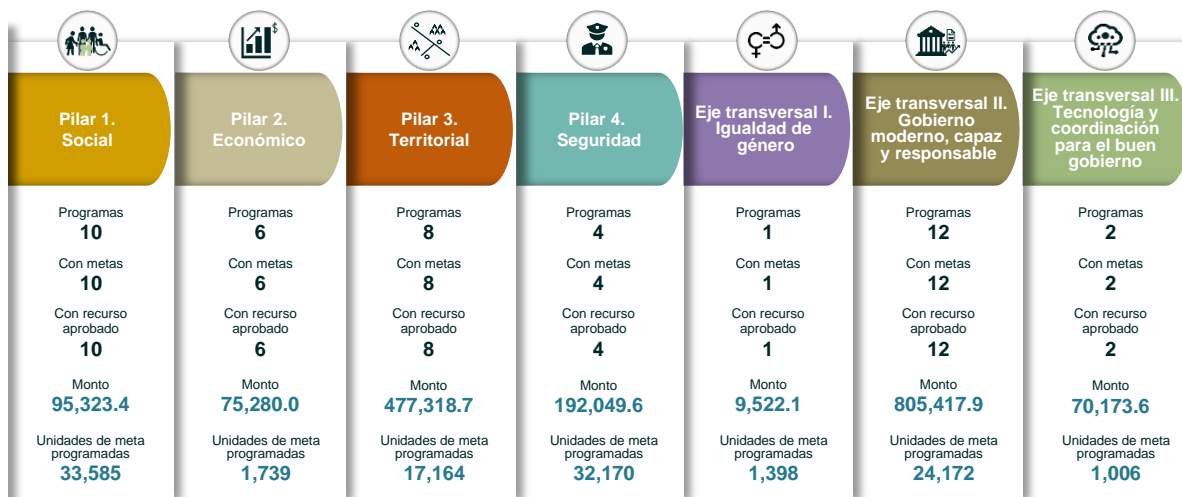 $
Pilar 1.
Social
Programas
10
Con metas
10
Con recurso
aprobado
10
Monto
95,323.4
Unidades de meta
programadas
33,585
Pilar 2.
Económico
Programas
6
Con metas
6
Con recurso
aprobado
6
Monto
75,280.0
Unidades de meta
programadas
1,739
Pilar 3.
Territorial
Programas
8
Con metas
8
Con recurso
aprobado
8
Monto
477,318.7
Unidades de meta
programadas
17,164
Pilar 4.
Seguridad
Programas
4
Con metas
4
Con recurso
aprobado
4
Monto
192,049.6
Unidades de meta
programadas
32,170
Eje transversal I.
Igualdad de
género
Programas
1
Con metas
1
Con recurso
aprobado
1
Monto
9,522.1
Unidades de meta
programadas
1,398
Eje transversal II.
Gobierno
moderno, capaz
y responsable
Programas
12
Con metas
12
Con recurso
aprobado
12
Monto
805,417.9
Unidades de meta
programadas
24,172
Eje transversal III.
Tecnología y
coordinación
para el buen
gobierno
Programas
2
Con metas
2
Con recurso
aprobado
2
Monto
70,173.6
Unidades de meta
programadas
1,006